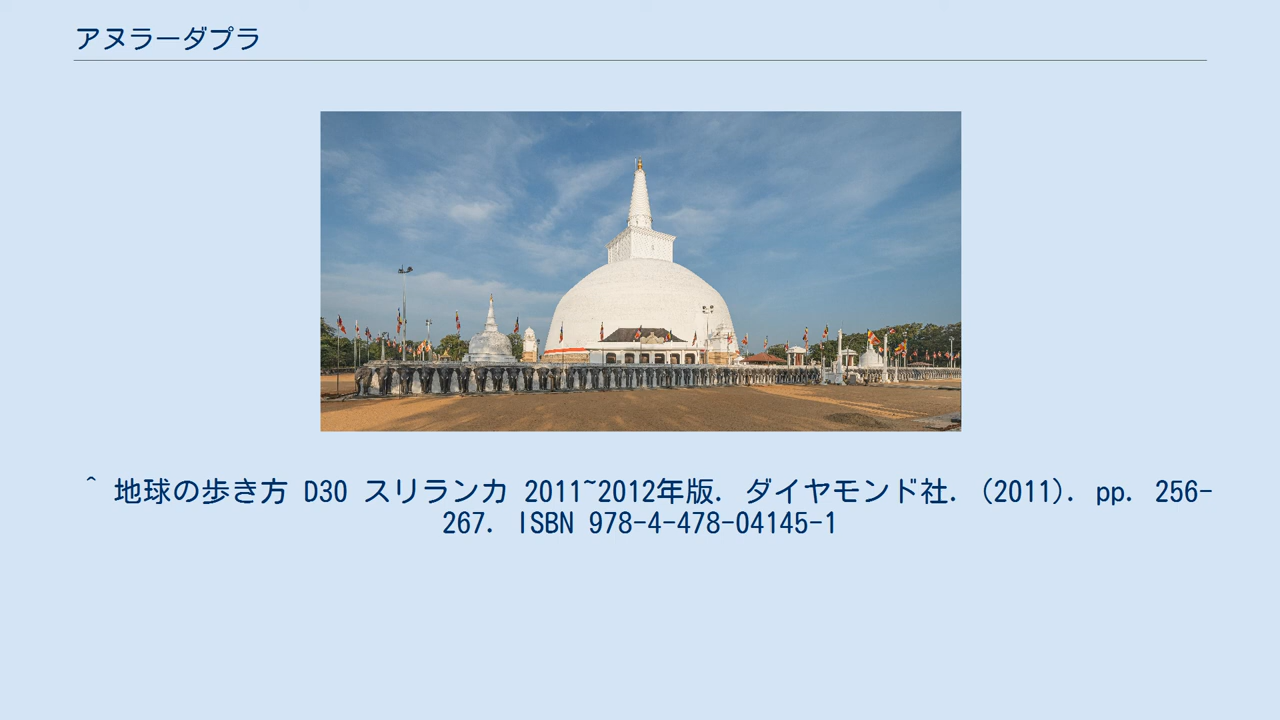 アヌラーダプラ
^ 地球の歩き方 D30 スリランカ 2011~2012年版. ダイヤモンド社. (2011). pp. 256-
267. ISBN 978-4-478-04145-1